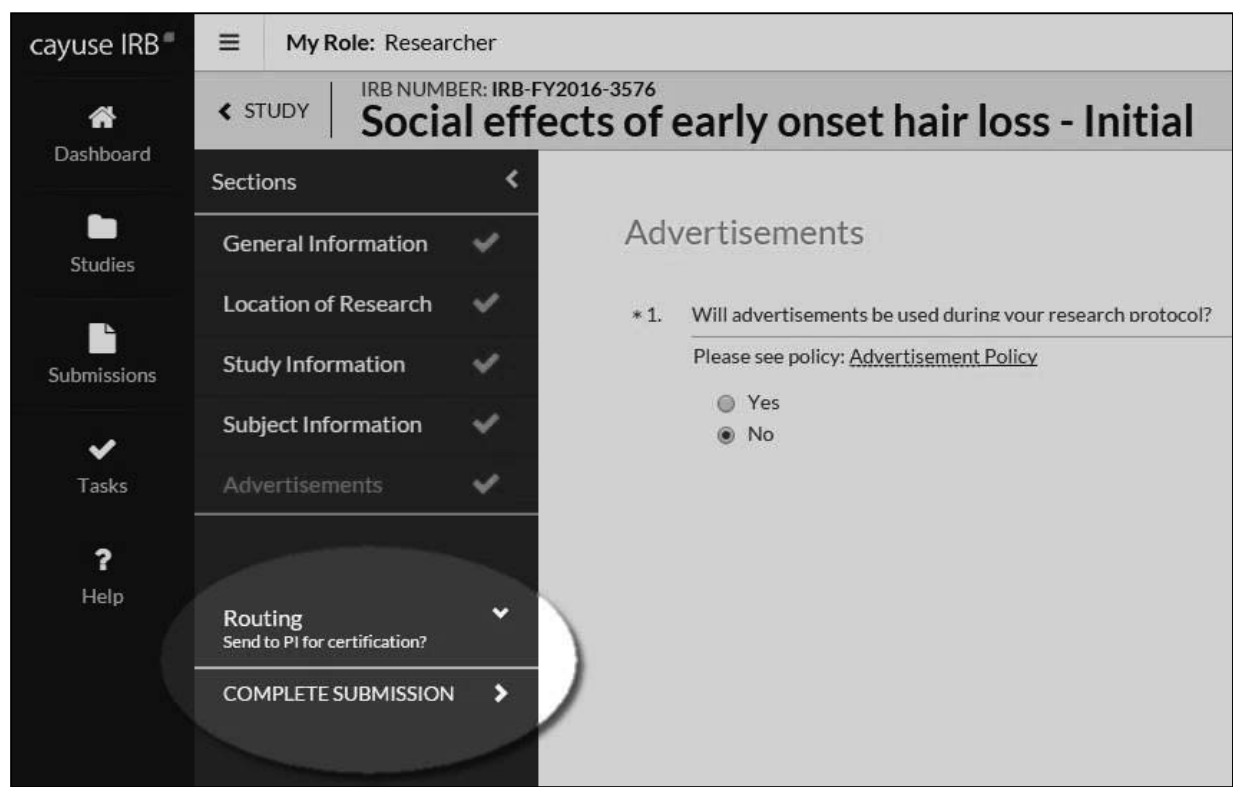 cayuse IRB
My Role: Researcher
STUDY
IRB NUMBER: IRB-FY2016-3576
Social effects of early onset hair loss - Initial
Dashboard
Studies
Submissions
Tasks
?
Help
Sections
General Information
Location of Research
Study Information
Subject Information
Advertisements
Routing
Send to PI for certification?
COMPLETE SUBMISSION
Advertisements
* 1. Will advertisements be used during your research protocol?
Please see policy: Advertisement Policy
Yes
No